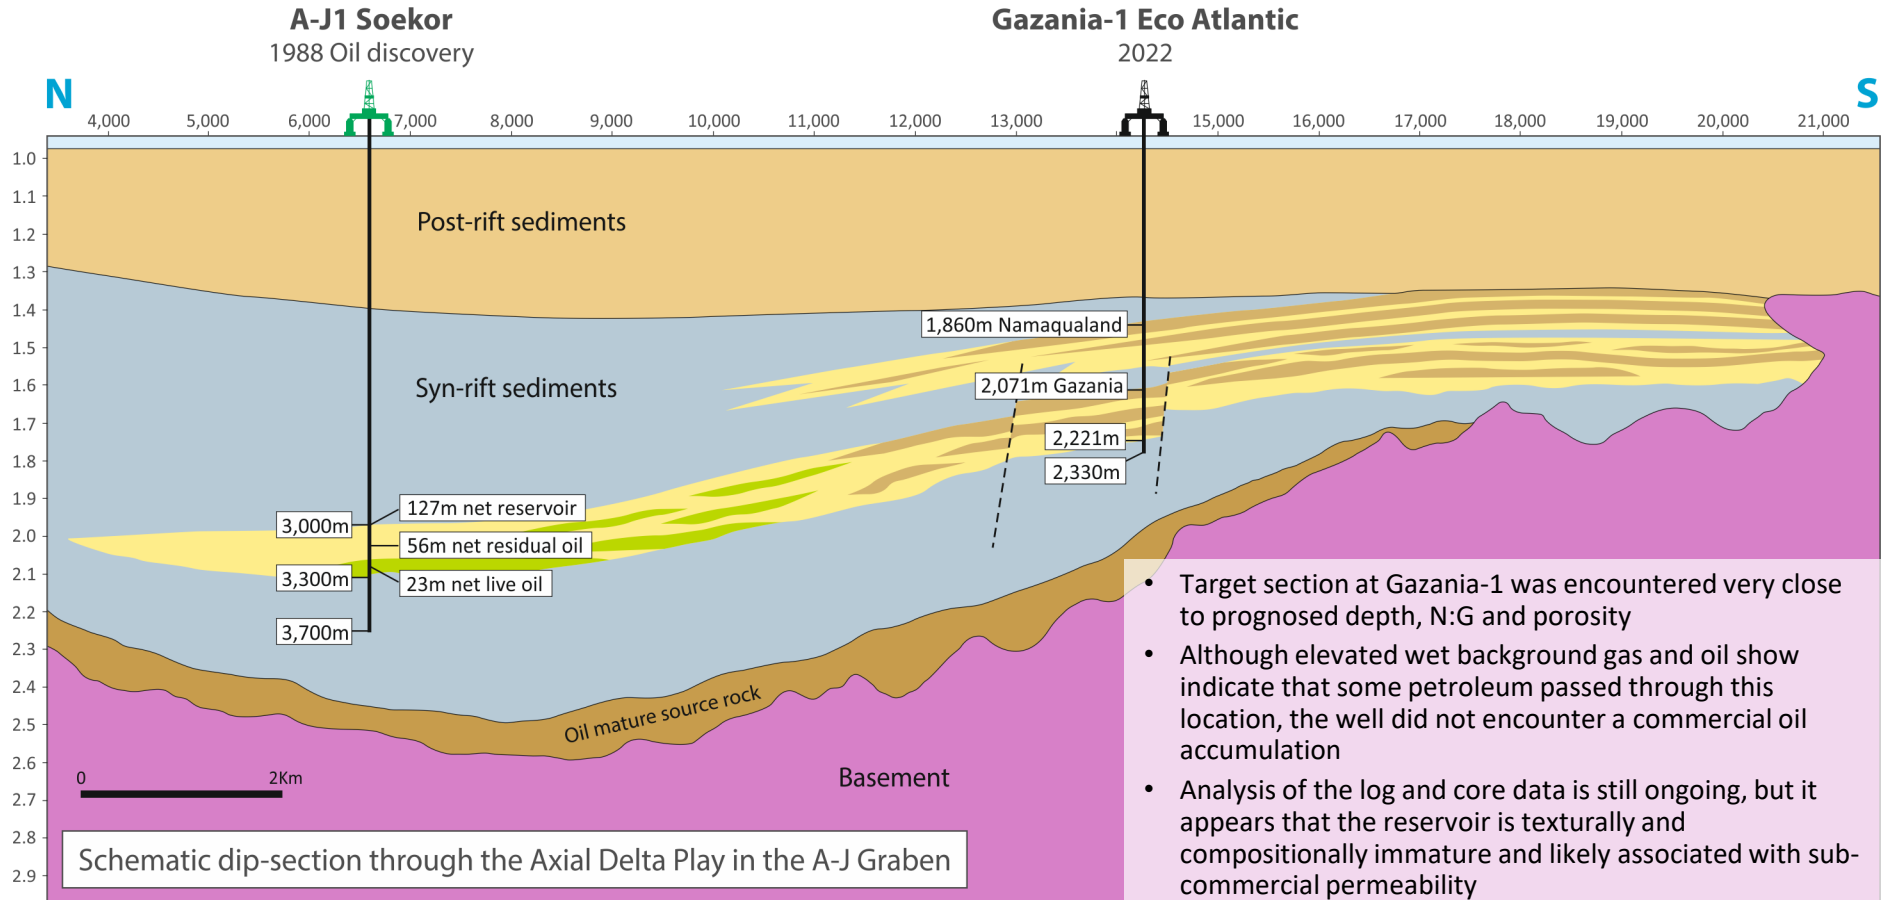 A-J1 Soekor
1988 Oil discovery
Gazania-1 Eco Atlantic
2022
N
S
4,000 5,000 6,000 7,000 8,000 9,000 10,000 11,000 12,000 13,000 15,000 16,000 17,000 18,000 19,000 20,000 21,000
1.0
1.1
1.2
1.3
1.4
1.5
1.6
1.7
1.8
1.9
2.0
2.1
2.2
2.3
2.4
2.5
2.6
2.7
2.8
2.9
Post-rift sediments
Syn-rift sediments
1,860m Namaqualand
2,071m Gazania
2,221m
2,330m
3,000m
127m net reservoir
56m net residual oil
3,300m
23m net live oil
3,700m
Oil mature source rock
Basement
0 2Km
Schematic dip-section through the Axial Delta Play in the A-J Graben
• Target section at Gazania-1 was encountered very close
to prognosed depth, N:G and porosity
• Although elevated wet background gas and oil show
indicate that some petroleum passed through this
location, the well did not encounter a commercial oil
accumulation
• Analysis of the log and core data is still ongoing, but it
appears that the reservoir is texturally and
compositionally immature and likely associated with sub-
commercial permeability